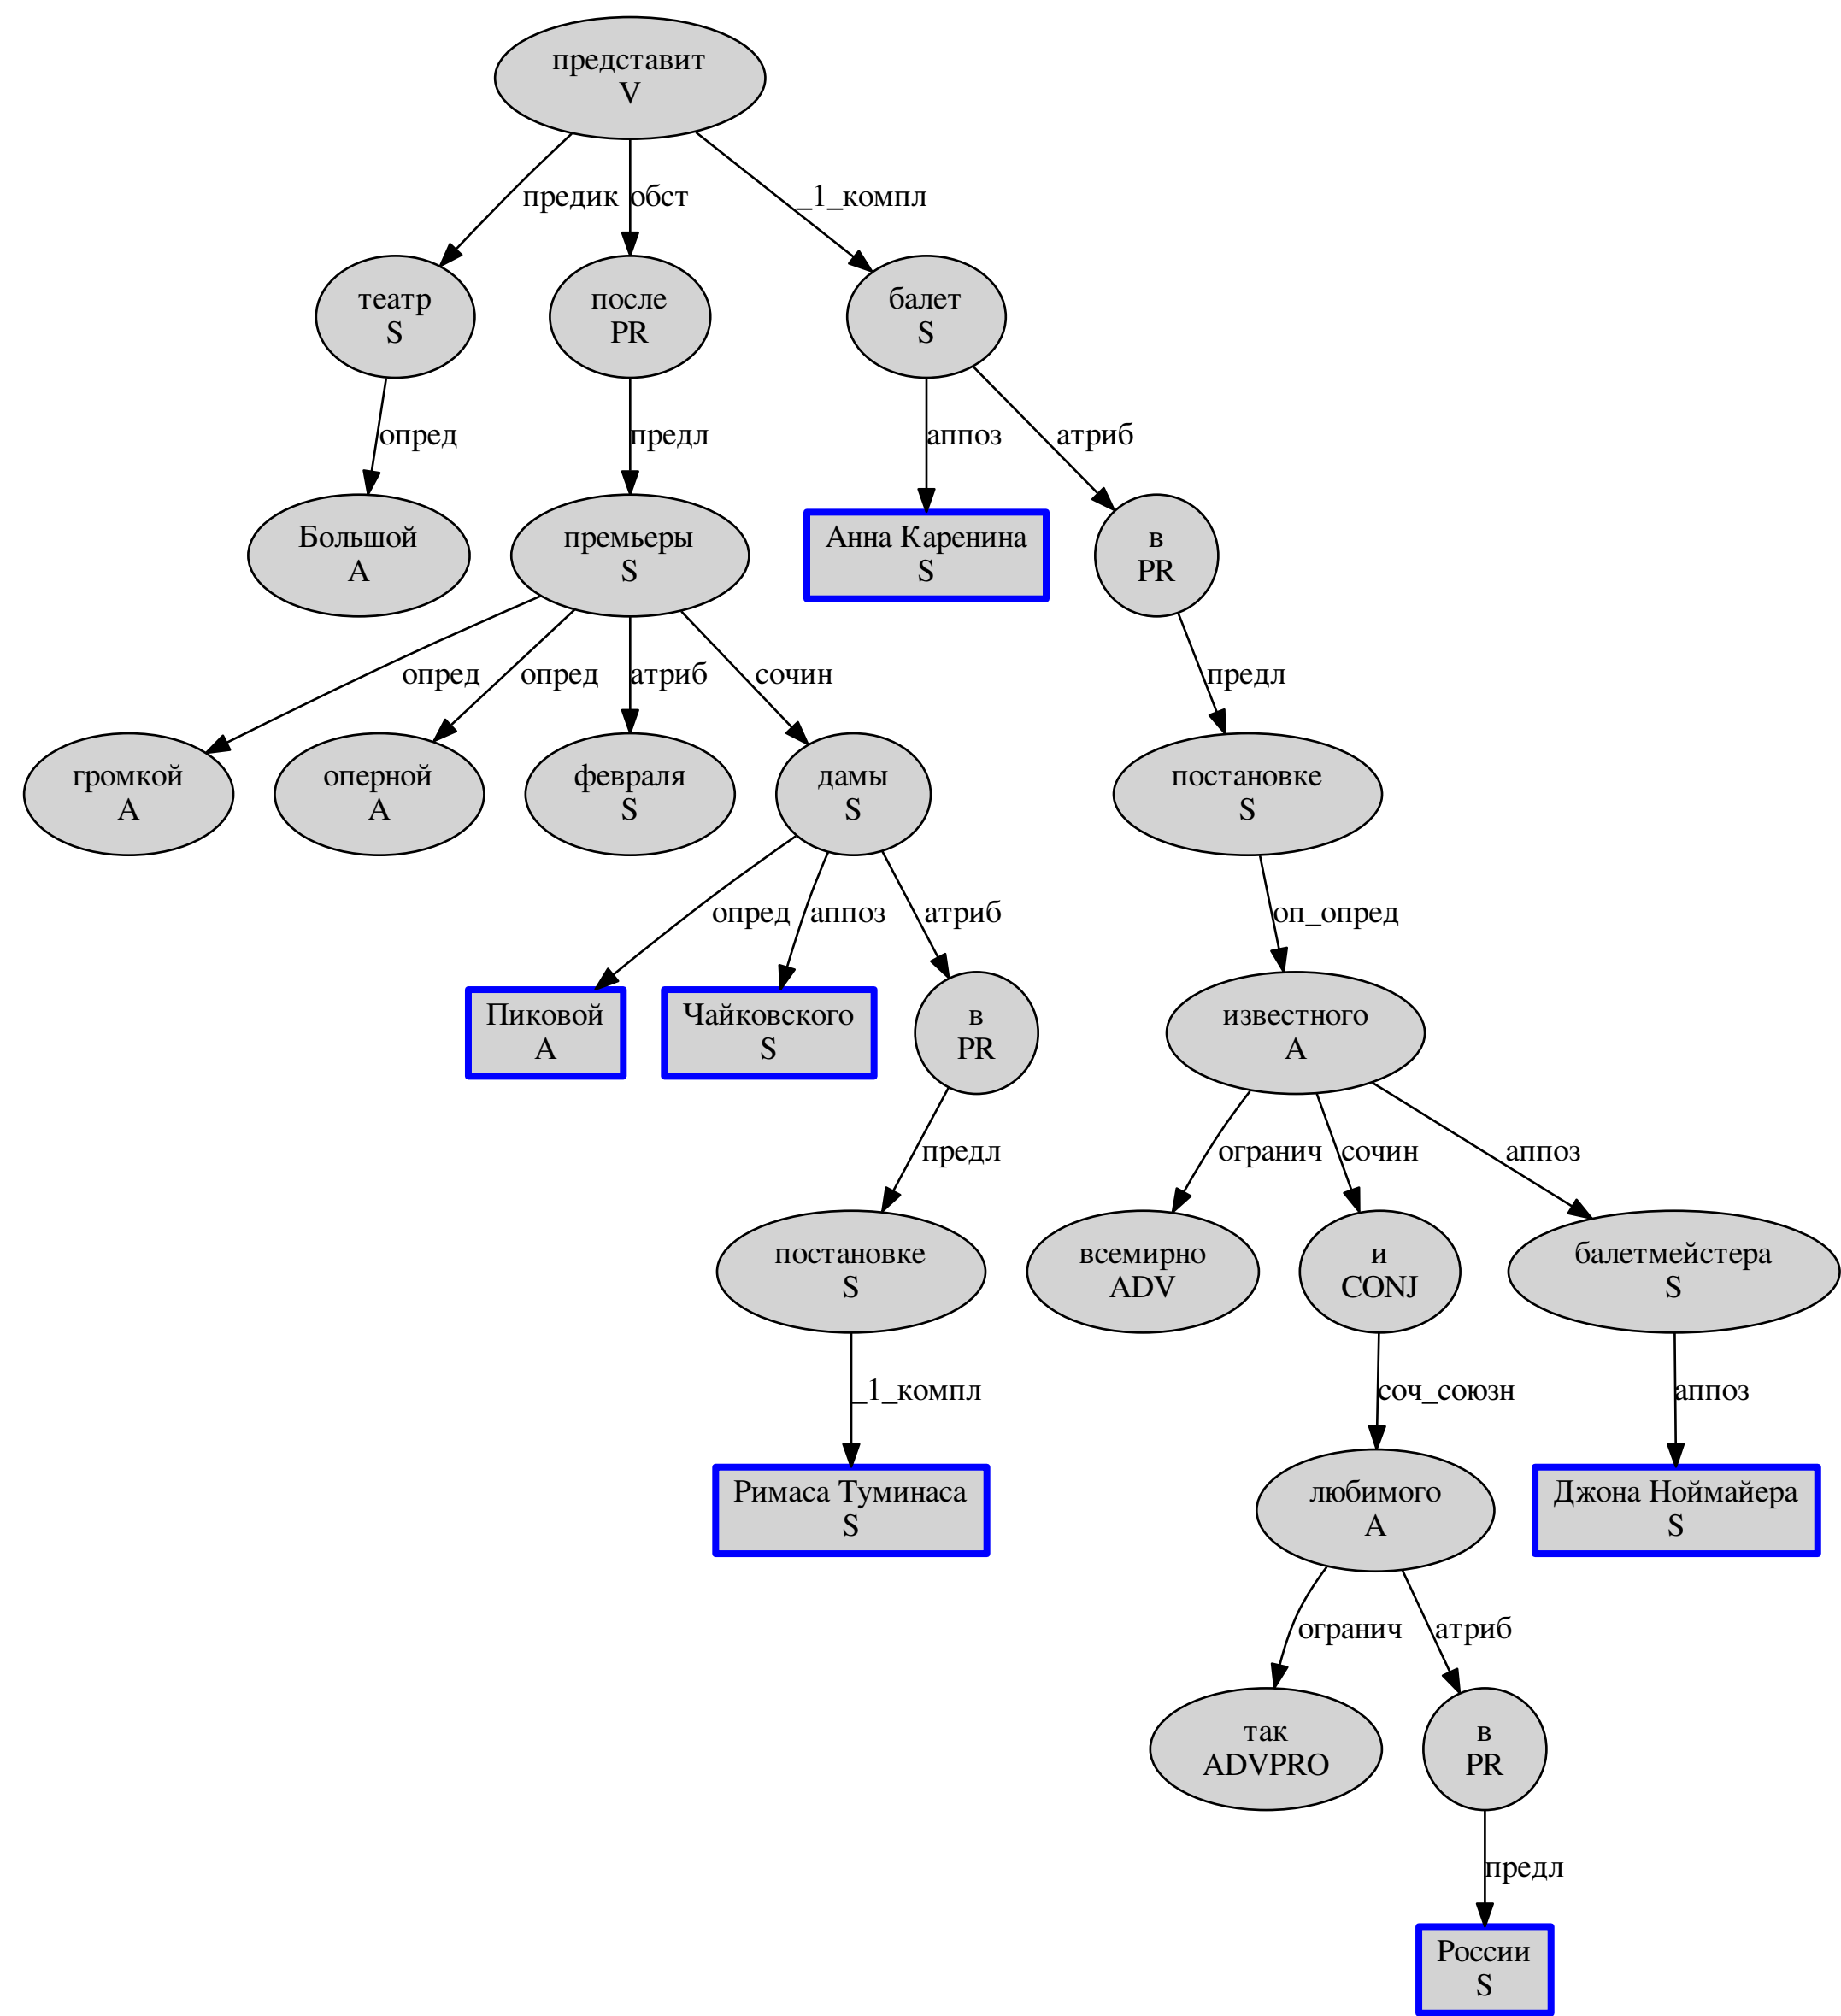 представит
V
предик
обст
_1_компл
театр
S
после
PR
балет
S
опред
предл
аппоз
атриб
Большой
A
премьеры
S
Анна Каренина
S
в
PR
опред
опред
атриб
сочин
предл
громкой
A
оперной
A
февраля
S
дамы
S
постановке
S
опред
аппоз
атриб
оп_опред
Пиковой
A
Чайковского
S
в
PR
известного
A
предл
огранич
сочин
аппоз
постановке
S
всемирно
ADV
и
CONJ
балетмейстера
S
_1_компл
соч_союзн
аппоз
Римаса Туминаса
S
любимого
A
Джона Ноймайера
S
огранич
атриб
так
ADVPRO
в
PR
предл
России
S